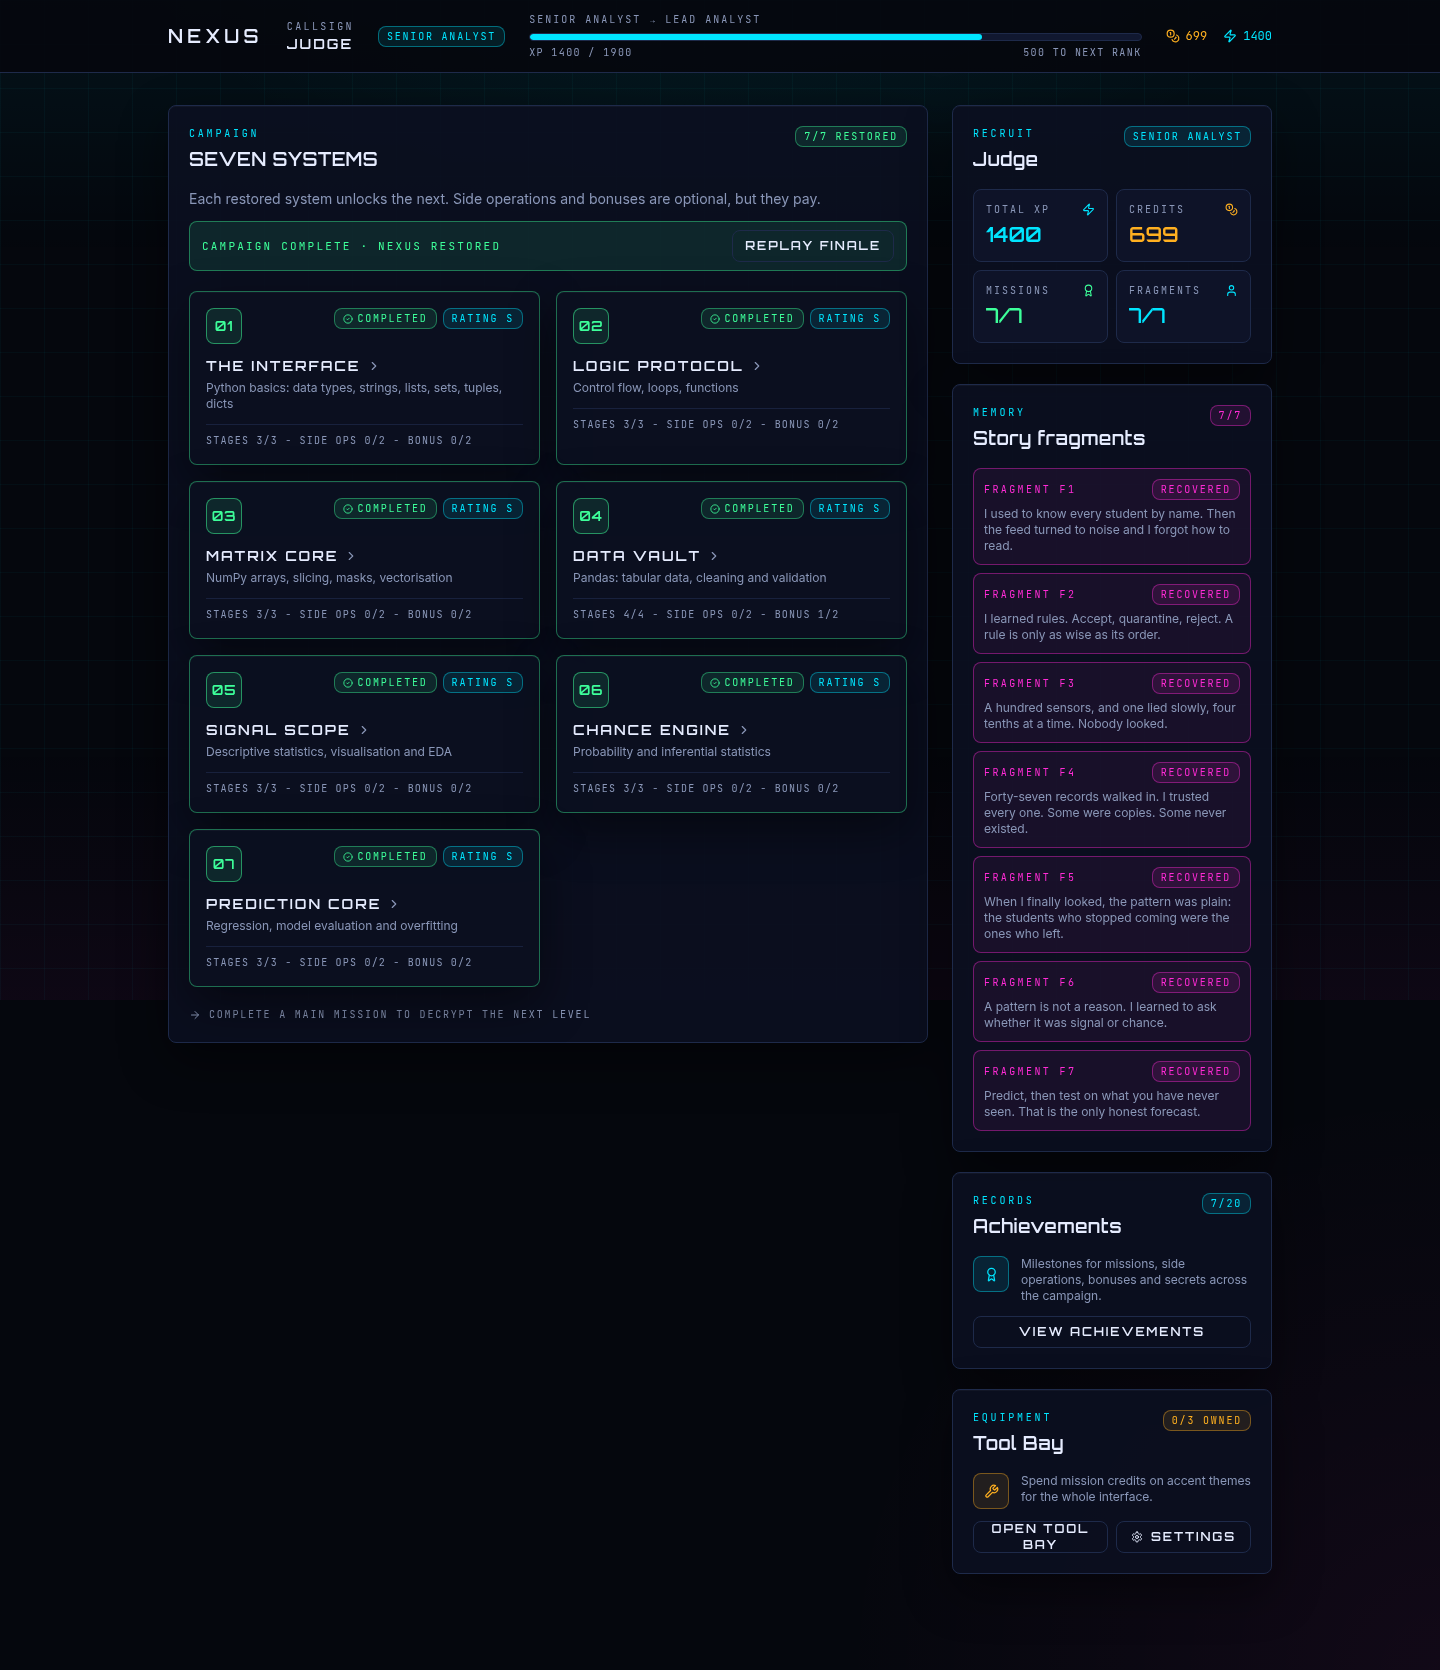 NEXUS
CALLSIGN
JUDGE
SENIOR ANALYST
SENIOR ANALYST → LEAD ANALYST
XP 1400 / 1900
500 TO NEXT RANK
699
1400
CAMPAIGN
SEVEN SYSTEMS
7/7 RESTORED
Each restored system unlocks the next. Side operations and bonuses are optional, but they pay.
CAMPAIGN COMPLETE · NEXUS RESTORED
REPLAY FINALE
01
COMPLETED
RATING S
THE INTERFACE
Python basics: data types, strings, lists, sets, tuples,
dicts
STAGES 3/3 - SIDE OPS 0/2 - BONUS 0/2
02
COMPLETED
RATING S
LOGIC PROTOCOL
Control flow, loops, functions
STAGES 3/3 - SIDE OPS 0/2 - BONUS 0/2
03
COMPLETED
RATING S
MATRIX CORE
NumPy arrays, slicing, masks, vectorisation
STAGES 3/3 - SIDE OPS 0/2 - BONUS 0/2
04
COMPLETED
RATING S
DATA VAULT
Pandas: tabular data, cleaning and validation
STAGES 4/4 - SIDE OPS 0/2 - BONUS 1/2
05
COMPLETED
RATING S
SIGNAL SCOPE
Descriptive statistics, visualisation and EDA
STAGES 3/3 - SIDE OPS 0/2 - BONUS 0/2
06
COMPLETED
RATING S
CHANCE ENGINE
Probability and inferential statistics
STAGES 3/3 - SIDE OPS 0/2 - BONUS 0/2
07
COMPLETED
RATING S
PREDICTION CORE
Regression, model evaluation and overfitting
STAGES 3/3 - SIDE OPS 0/2 - BONUS 0/2
→ COMPLETE A MAIN MISSION TO DECRYPT THE NEXT LEVEL
RECRUIT
Judge
SENIOR ANALYST
TOTAL XP
1400
CREDITS
699
MISSIONS
7/7
FRAGMENTS
7/7
MEMORY
Story fragments
7/7
FRAGMENT F1
RECOVERED
I used to know every student by name. Then
the feed turned to noise and I forgot how to
read.
FRAGMENT F2
RECOVERED
I learned rules. Accept, quarantine, reject. A
rule is only as wise as its order.
FRAGMENT F3
RECOVERED
A hundred sensors, and one lied slowly, four
tenths at a time. Nobody looked.
FRAGMENT F4
RECOVERED
Forty-seven records walked in. I trusted
every one. Some were copies. Some never
existed.
FRAGMENT F5
RECOVERED
When I finally looked, the pattern was plain:
the students who stopped coming were the
ones who left.
FRAGMENT F6
RECOVERED
A pattern is not a reason. I learned to ask
whether it was signal or chance.
FRAGMENT F7
RECOVERED
Predict, then test on what you have never
seen. That is the only honest forecast.
RECORDS
Achievements
7/20
Milestones for missions, side
operations, bonuses and secrets across
the campaign.
VIEW ACHIEVEMENTS
EQUIPMENT
Tool Bay
0/3 OWNED
Spend mission credits on accent themes
for the whole interface.
OPEN TOOL
BAY
SETTINGS